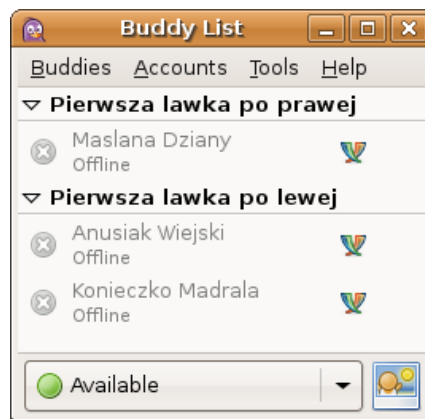 Buddy List
Buddies Accounts Tools Help
Pierwsza lawka po prawej
Maslana Dziany
Offline
Pierwsza lawka po lewej
Anusiak Wiejski
Offline
Konieczko Madrala
Offline
Available